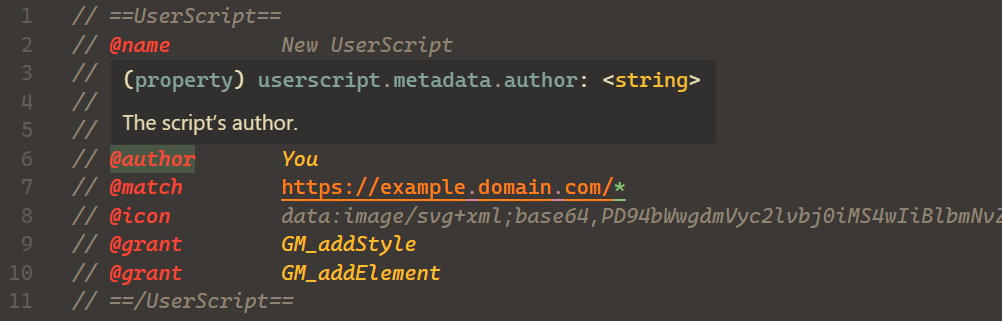 1 // ==UserScript==
2 // @name New UserScript
3 //
(property) userscript.metadata.author: <string>
4 //
The script's author.
5 //
6 // @author You
7 // @match https://example.domain.com/*
8 // @icon data:image/svg+xml;base64,PD94bWwgdmVyc2lvbj0iMS4wIiBlbmNvZ
9 // @grant GM_addStyle
10 // @grant GM_addElement
11 // ==/UserScript==